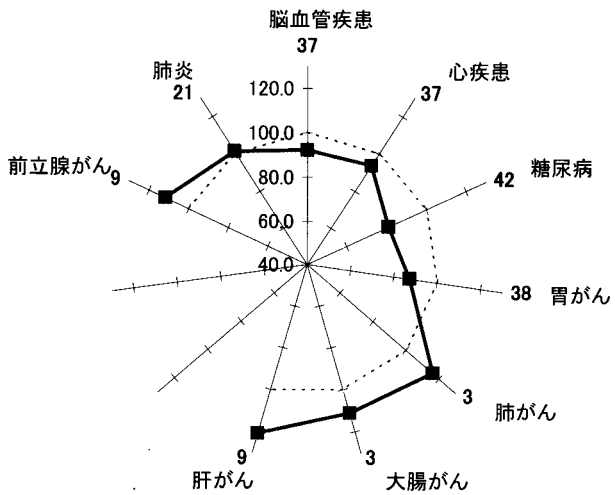 脳血管疾患
37
心疾患
37
糖尿病
42
胃がん
38
肺がん
3
大腸がん
3
肝がん
9
前立腺がん
9
肺炎
21
120.0
100.0
80.0
60.0
40.0